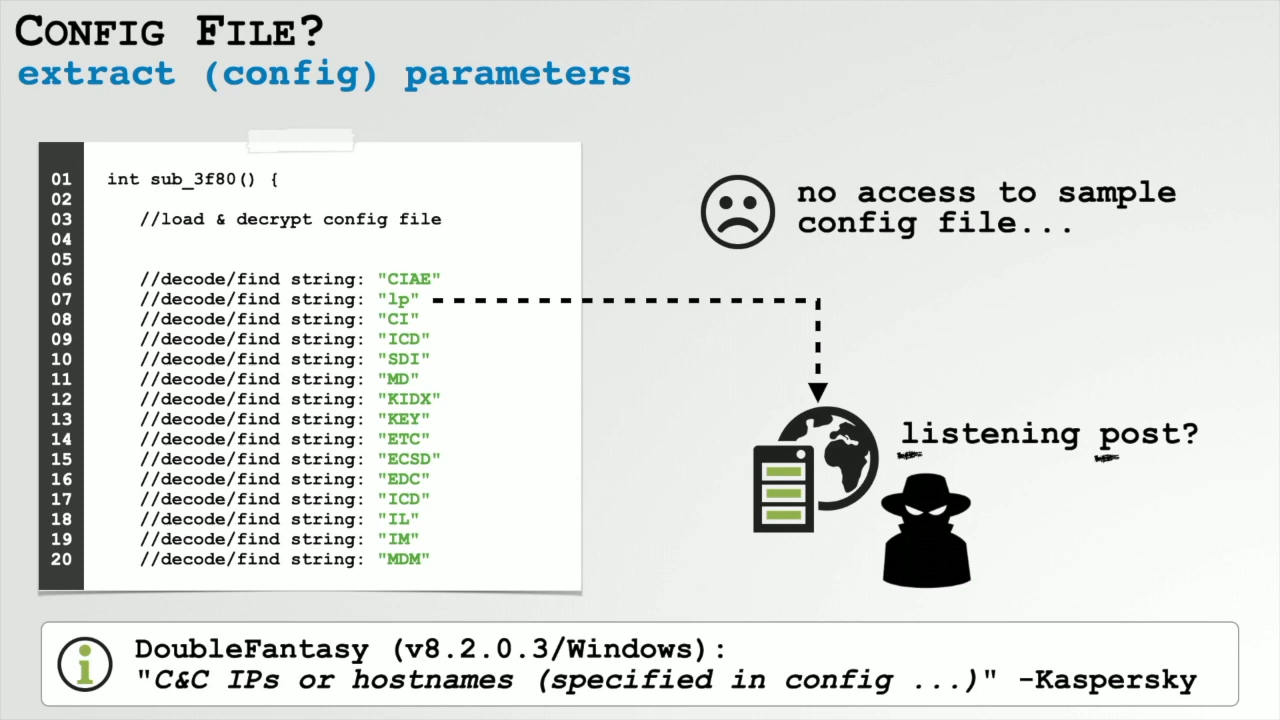 CONFIG FILE?
extract (config) parameters
01 int sub_3f80() {
02
03 //load & decrypt config file
04
05
06 //decode/find string: "CIAE"
07 //decode/find string: "lp"
08 //decode/find string: "CI"
09 //decode/find string: "ICD"
10 //decode/find string: "SDI"
11 //decode/find string: "MD"
12 //decode/find string: "KIDX"
13 //decode/find string: "KEY"
14 //decode/find string: "ETC"
15 //decode/find string: "ECSD"
16 //decode/find string: "EDC"
17 //decode/find string: "ICD"
18 //decode/find string: "IL"
19 //decode/find string: "IM"
20 //decode/find string: "MDM"
no access to sample
config file...
listening post?
DoubleFantasy (v8.2.0.3/Windows):
"C&C IPs or hostnames (specified in config ...)" -Kaspersky